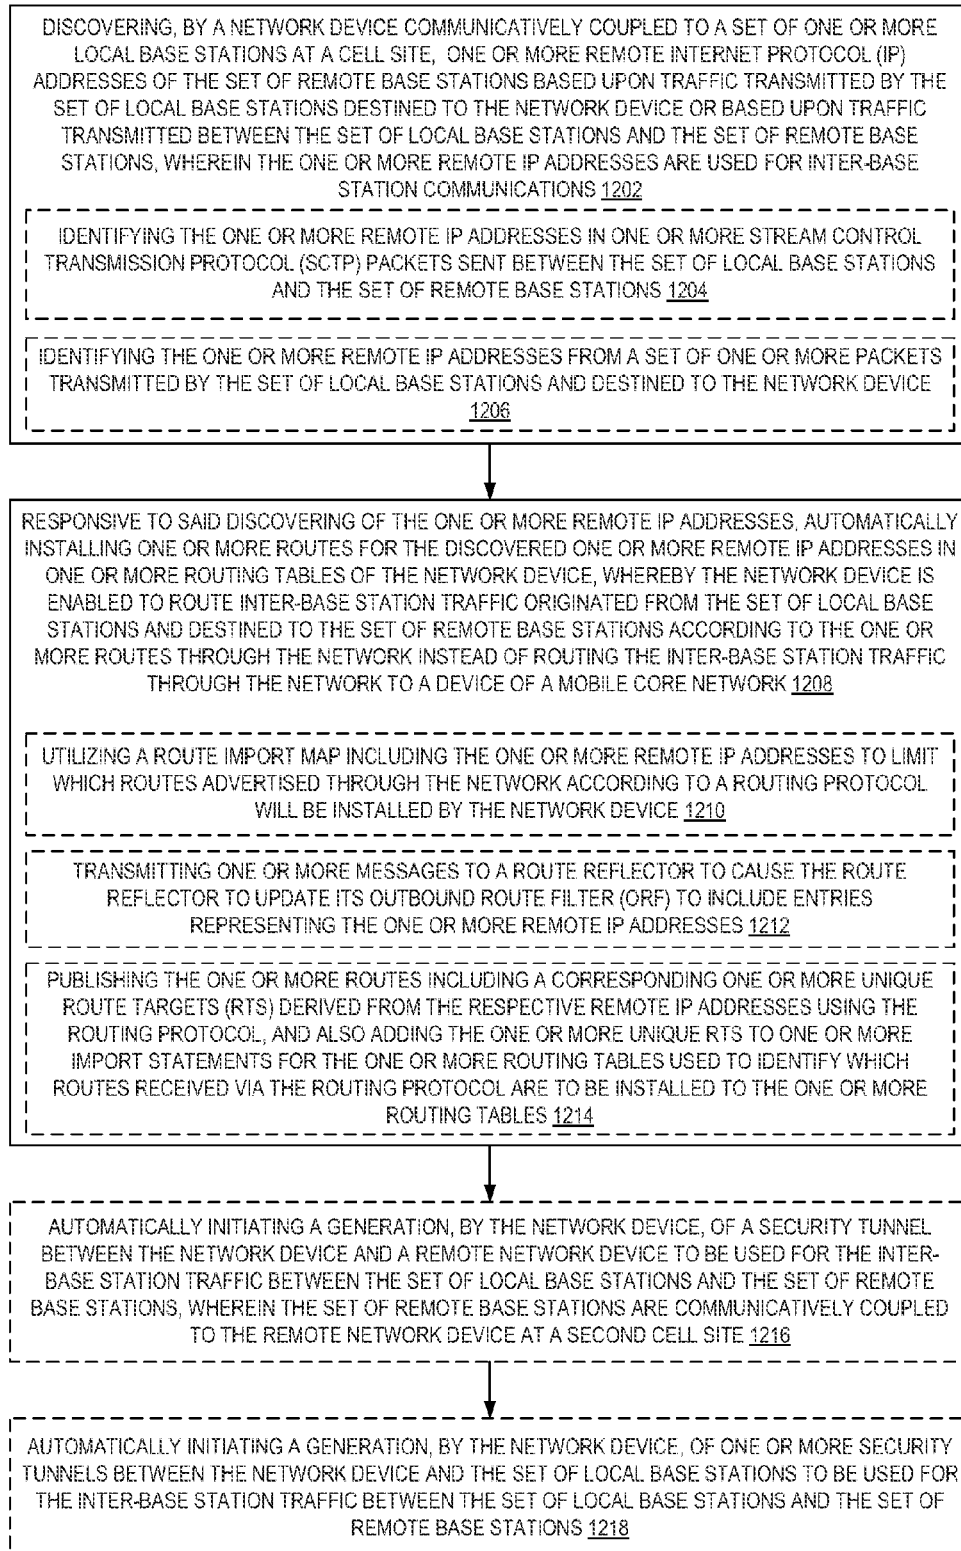 DISCOVERING, BY A NETWORK DEVICE COMMUNICATIVELY COUPLED TO A SET OF ONE OR MORE
LOCAL BASE STATIONS AT A CELL SITE, ONE OR MORE REMOTE INTERNET PROTOCOL (IP)
ADDRESSES OF THE SET OF REMOTE BASE STATIONS BASED UPON TRAFFIC TRANSMITTED BY THE
SET OF LOCAL BASE STATIONS DESTINED TO THE NETWORK DEVICE OR BASED UPON TRAFFIC
TRANSMITTED BETWEEN THE SET OF LOCAL BASE STATIONS AND THE SET OF REMOTE BASE
STATIONS, WHEREIN THE ONE OR MORE REMOTE IP ADDRESSES ARE USED FOR INTER-BASE
STATION COMMUNICATIONS 1202
IDENTIFYING THE ONE OR MORE REMOTE IP ADDRESSES IN ONE OR MORE STREAM CONTROL
TRANSMISSION PROTOCOL (SCTP) PACKETS SENT BETWEEN THE SET OF LOCAL BASE STATIONS
AND THE SET OF REMOTE BASE STATIONS 1204
IDENTIFYING THE ONE OR MORE REMOTE IP ADDRESSES FROM A SET OF ONE OR MORE PACKETS
TRANSMITTED BY THE SET OF LOCAL BASE STATIONS AND DESTINED TO THE NETWORK DEVICE
1206
RESPONSIVE TO SAID DISCOVERING OF THE ONE OR MORE REMOTE IP ADDRESSES, AUTOMATICALLY
INSTALLING ONE OR MORE ROUTES FOR THE DISCOVERED ONE OR MORE REMOTE IP ADDRESSES IN
ONE OR MORE ROUTING TABLES OF THE NETWORK DEVICE, WHEREBY THE NETWORK DEVICE IS
ENABLED TO ROUTE INTER-BASE STATION TRAFFIC ORIGINATED FROM THE SET OF LOCAL BASE
STATIONS AND DESTINED TO THE SET OF REMOTE BASE STATIONS ACCORDING TO THE ONE OR
MORE ROUTES THROUGH THE NETWORK INSTEAD OF ROUTING THE INTER-BASE STATION TRAFFIC
THROUGH THE NETWORK TO A DEVICE OF A MOBILE CORE NETWORK 1208
UTILIZING A ROUTE IMPORT MAP INCLUDING THE ONE OR MORE REMOTE IP ADDRESSES TO LIMIT
WHICH ROUTES ADVERTISED THROUGH THE NETWORK ACCORDING TO A ROUTING PROTOCOL
WILL BE INSTALLED BY THE NETWORK DEVICE 1210
TRANSMITTING ONE OR MORE MESSAGES TO A ROUTE REFLECTOR TO CAUSE THE ROUTE
REFLECTOR TO UPDATE ITS OUTBOUND ROUTE FILTER (ORF) TO INCLUDE ENTRIES
REPRESENTING THE ONE OR MORE REMOTE IP ADDRESSES 1212
PUBLISHING THE ONE OR MORE ROUTES INCLUDING A CORRESPONDING ONE OR MORE UNIQUE
ROUTE TARGETS (RTS) DERIVED FROM THE RESPECTIVE REMOTE IP ADDRESSES USING THE
ROUTING PROTOCOL, AND ALSO ADDING THE ONE OR MORE UNIQUE RTS TO ONE OR MORE
IMPORT STATEMENTS FOR THE ONE OR MORE ROUTING TABLES USED TO IDENTIFY WHICH
ROUTES RECEIVED VIA THE ROUTING PROTOCOL ARE TO BE INSTALLED TO THE ONE OR MORE
ROUTING TABLES 1214
AUTOMATICALLY INITIATING A GENERATION, BY THE NETWORK DEVICE, OF A SECURITY TUNNEL
BETWEEN THE NETWORK DEVICE AND A REMOTE NETWORK DEVICE TO BE USED FOR THE INTER-
BASE STATION TRAFFIC BETWEEN THE SET OF LOCAL BASE STATIONS AND THE SET OF REMOTE
BASE STATIONS, WHEREIN THE SET OF REMOTE BASE STATIONS ARE COMMUNICATIVELY COUPLED
TO THE REMOTE NETWORK DEVICE AT A SECOND CELL SITE 1216
AUTOMATICALLY INITIATING A GENERATION, BY THE NETWORK DEVICE, OF ONE OR MORE SECURITY
TUNNELS BETWEEN THE NETWORK DEVICE AND THE SET OF LOCAL BASE STATIONS TO BE USED FOR
THE INTER-BASE STATION TRAFFIC BETWEEN THE SET OF LOCAL BASE STATIONS AND THE SET OF
REMOTE BASE STATIONS 1218